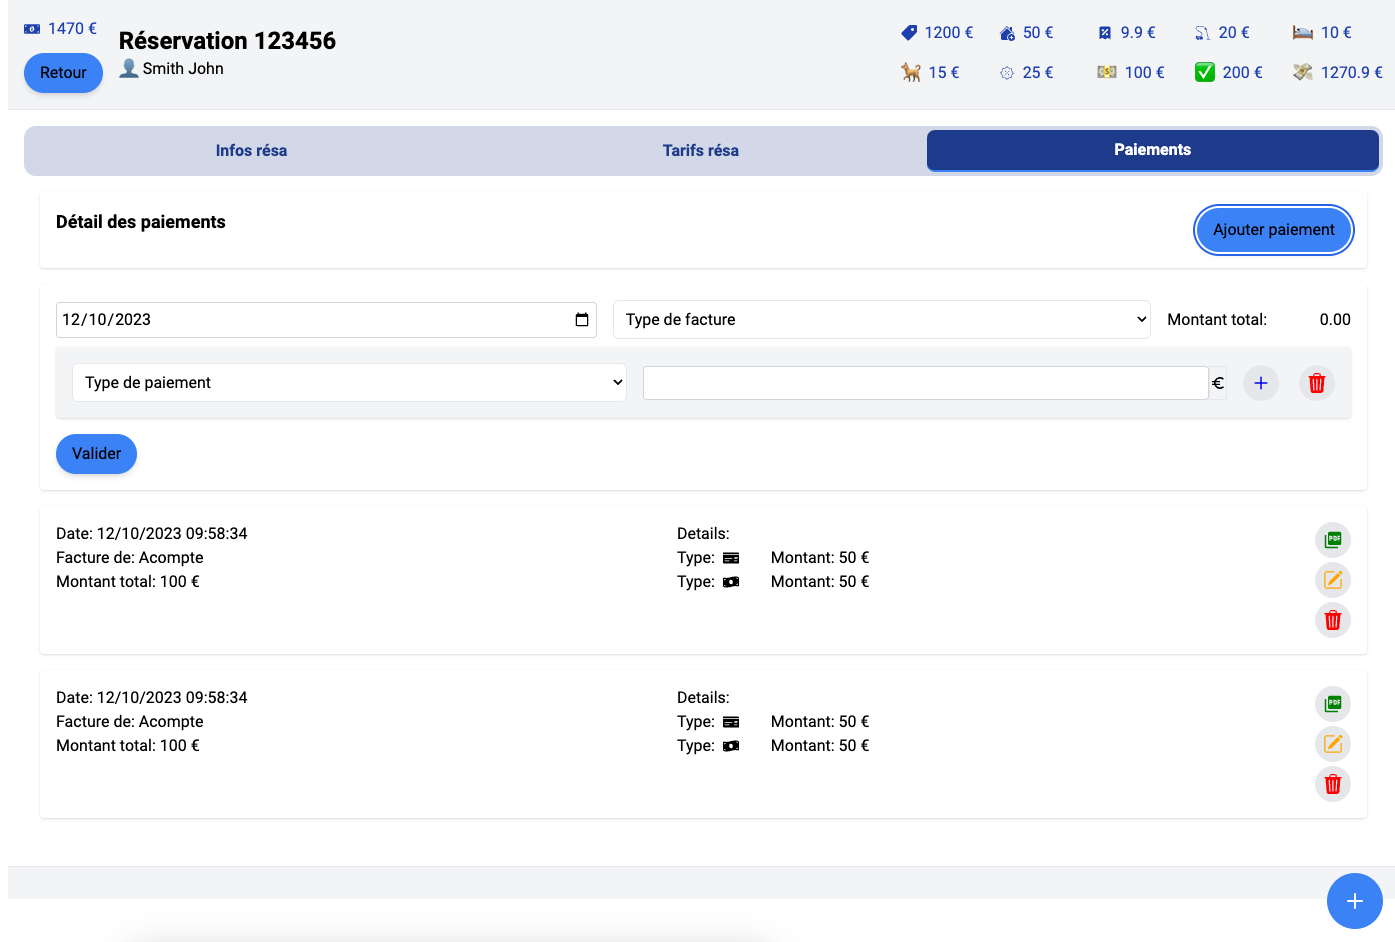 1470 €
Retour
Réservation 123456
Smith John
1200 €
50 €
9.9 €
20 €
10 €
15 €
25 €
100 €
200 €
1270.9 €
Infos résa
Tarifs résa
Paiements
Détail des paiements
Ajouter paiement
12/10/2023
Type de facture
Montant total: 0.00
Type de paiement
€
Valider
Date: 12/10/2023 09:58:34
Facture de: Acompte
Montant total: 100 €
Details:
Type: Montant: 50 €
Type: Montant: 50 €
PDF
Date: 12/10/2023 09:58:34
Facture de: Acompte
Montant total: 100 €
Details:
Type: Montant: 50 €
Type: Montant: 50 €
PDF